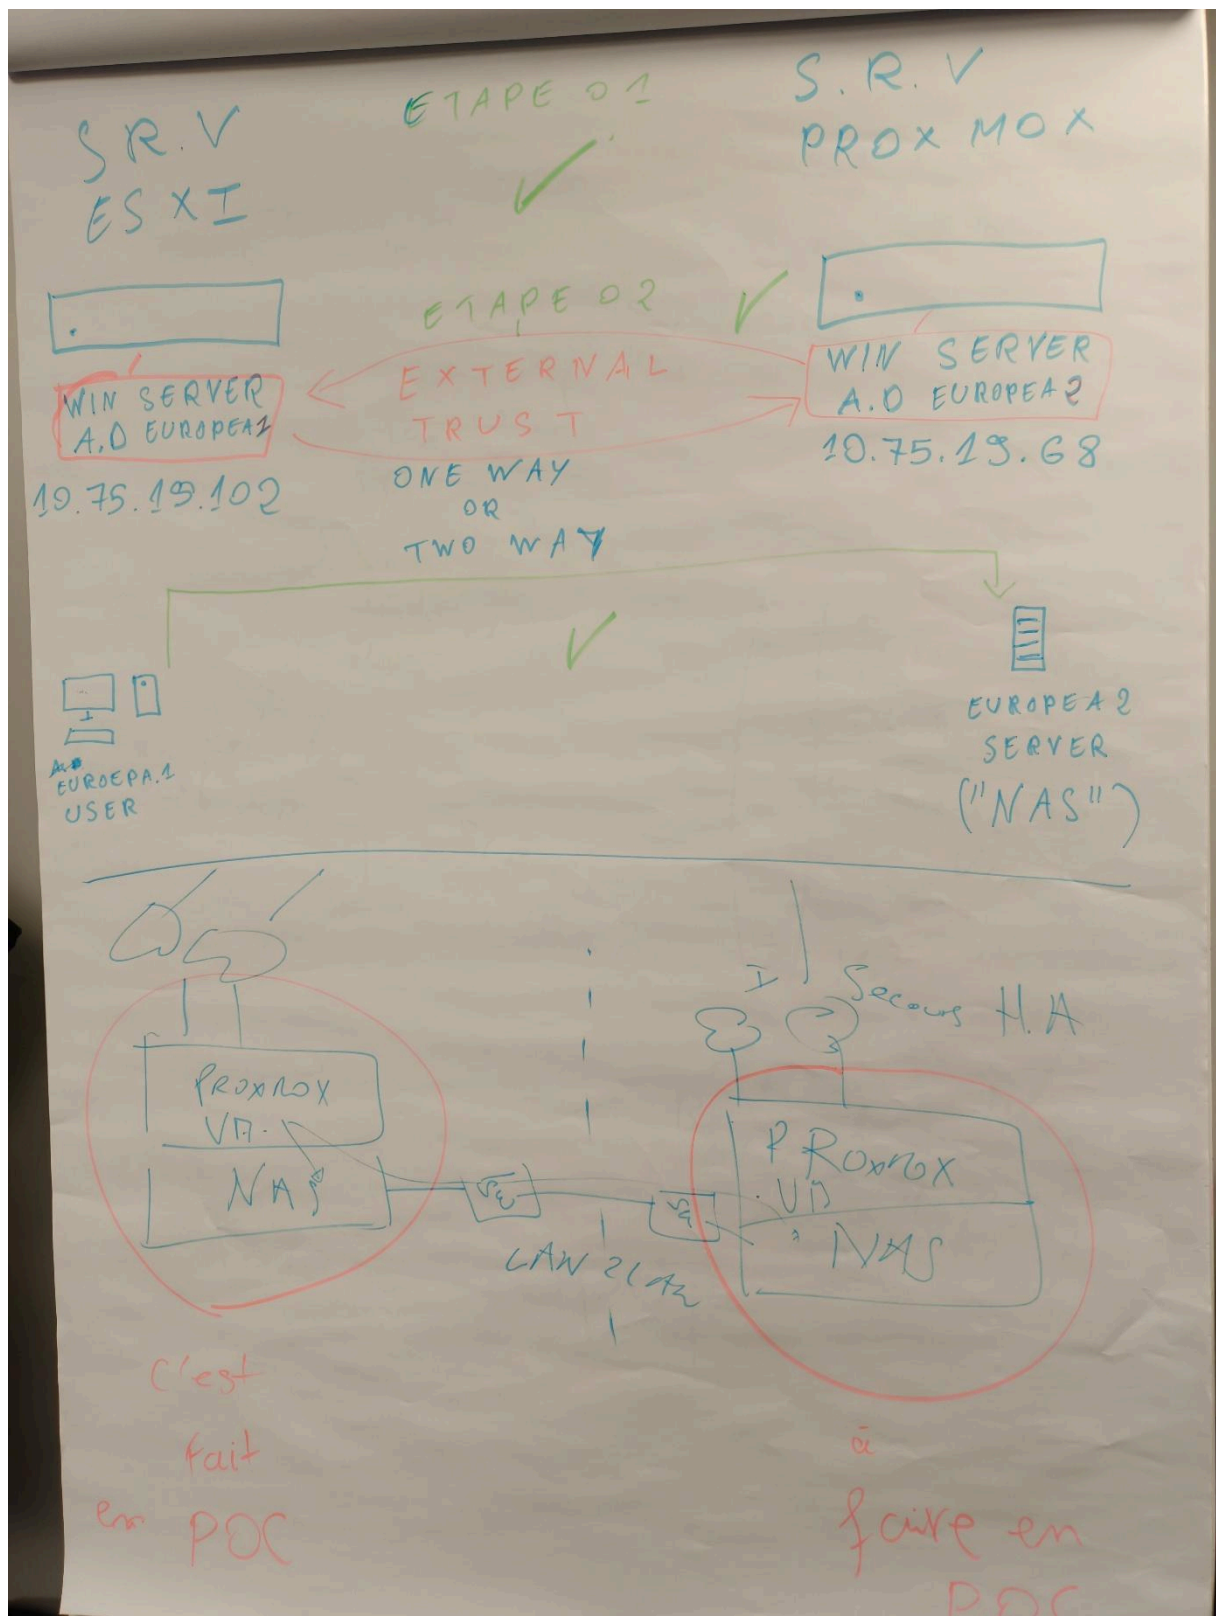 ETAPE 01
S.R.V
ESXI
S.R.V
PROXMOX
ETAPE 02
EXTERNAL
TRUST
ONE WAY
OR
TWO WAY
WIN SERVER
A.D EUROPEA1
10.75.19.102
WIN SERVER
A.D EUROPEA2
10.75.19.68
EUROEPA.1
USER
EUROPEA2
SERVER
("NAS")
PROXMOX
VM.
NAS
Secours H.A
PROXMOX
VM
NAS
LAN
c'est
fait
en POC
à
faire en
POC